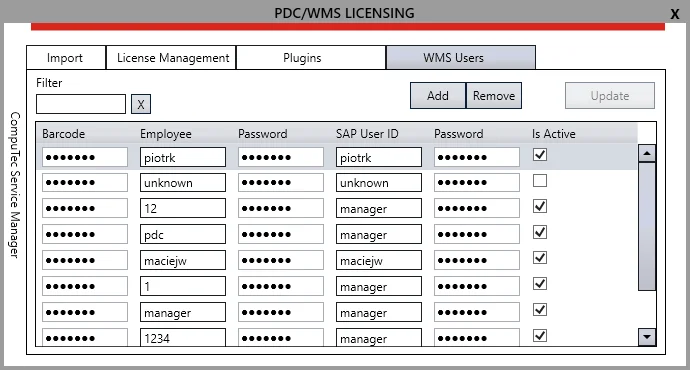 PDC/WMS LICENSING X
CompuTec Service Manager
Import License Management Plugins WMS Users
Filter
X Add Remove Update
Barcode Employee Password SAP User ID Password Is Active
●●●●●●● piotrk ●●●●●●● piotrk ●●●●●●●
●●●●●●● unknown ●●●●●●● unknown ●●●●●●●
●●●●●●● 12 ●●●●●●● manager ●●●●●●●
●●●●●●● pdc ●●●●●●● manager ●●●●●●●
●●●●●●● maciejw ●●●●●●● maciejw ●●●●●●●
●●●●●●● 1 ●●●●●●● manager ●●●●●●●
●●●●●●● manager ●●●●●●● manager ●●●●●●●
●●●●●●● 1234 ●●●●●●● manager ●●●●●●●